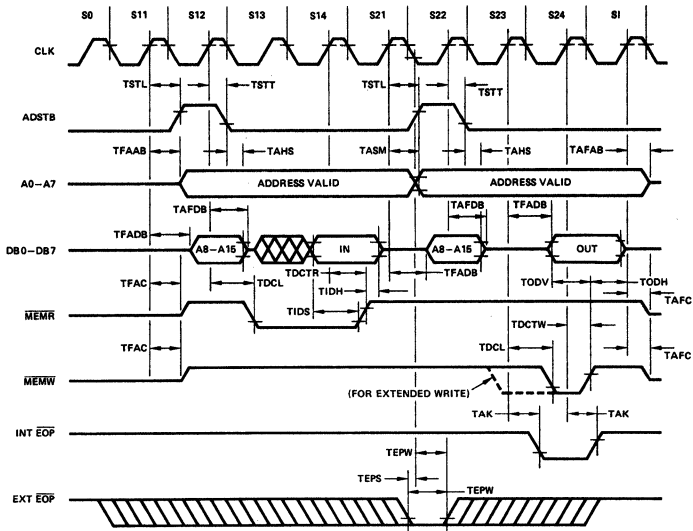 S0 S11 S12 S13 S14 S21 S22 S23 S24 SI
CLK
TSTL TSTT TSTL TSTT
ADSTB
TFAAB TAHS TASM TAHS TAFAB
A0–A7 ADDRESS VALID ADDRESS VALID
TAFDB TAFDB TFADB
TFADB
DB0–DB7 A8–A15 IN A8–A15 OUT
TDCTR TFADB TODV TODH
TFAC TDCL TIDH
TIDS TAFC
MEMR
TDCTW
TFAC TDCL TAFC
MEMW
(FOR EXTENDED WRITE)
TAK TAK
INT EOP
TEPW
TEPS TEPW
EXT EOP